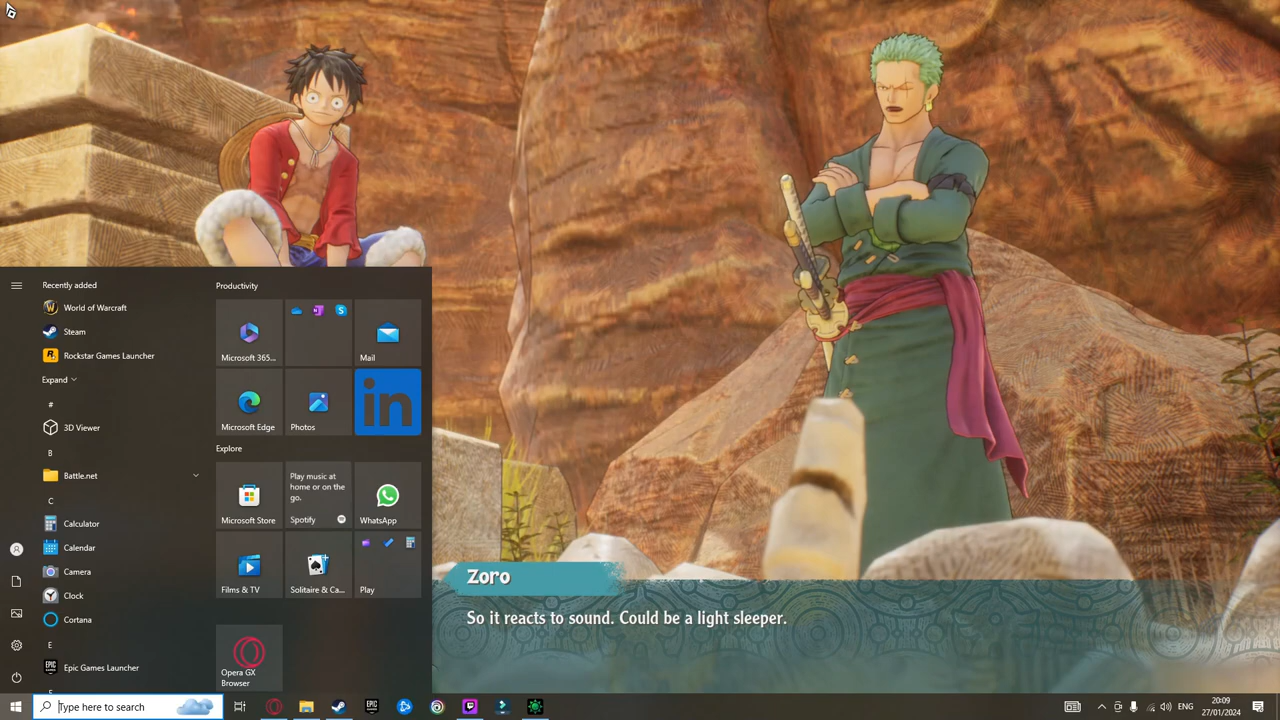 Recently added
World of Warcraft
Steam
Rockstar Games Launcher
Expand
#
3D Viewer
B
Battle.net
C
Calculator
Calendar
Camera
Clock
Cortana
E
Epic Games Launcher
Productivity
Microsoft 365...
Mail
Microsoft Edge
Photos
in
Explore
Microsoft Store
Play music at
home or on the
go.
Spotify
WhatsApp
Films & TV
Solitaire & Ca...
Play
Opera GX
Browser
Zoro
So it reacts to sound. Could be a light sleeper.
Type here to search
EPIC
GAMES
ENG
20:09
27/01/2024